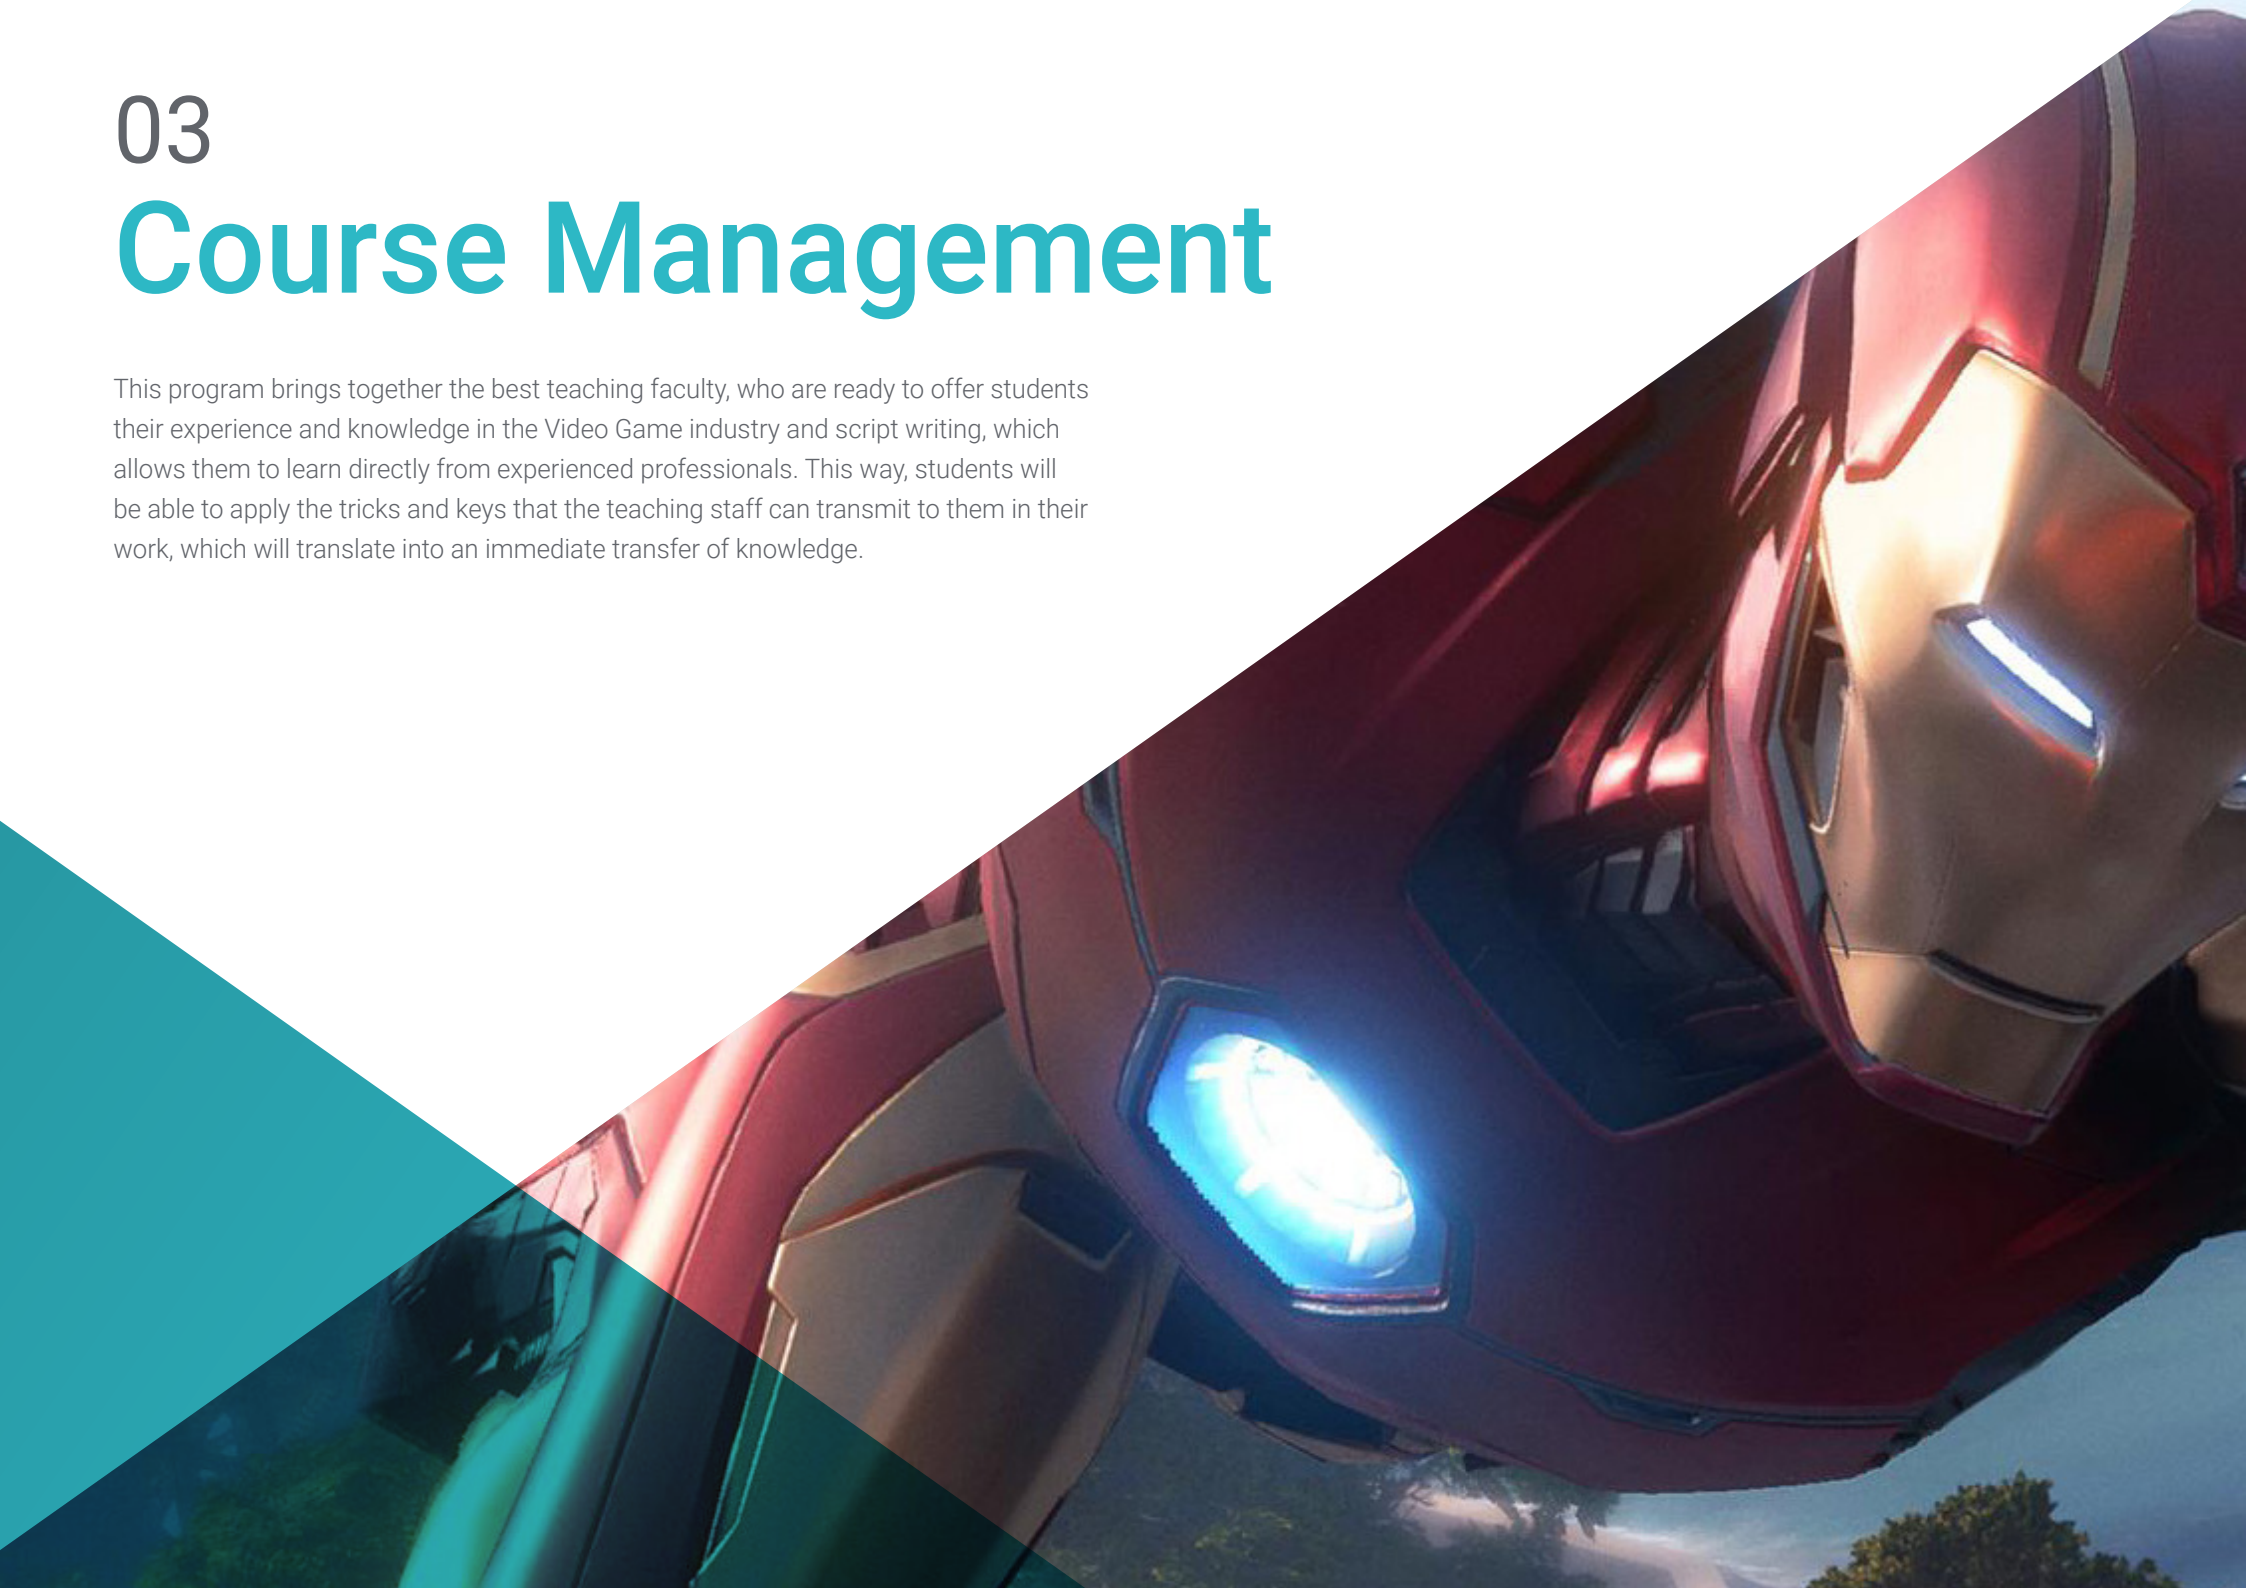 03
Course Management
This program brings together the best teaching faculty, who are ready to offer students
their experience and knowledge in the Video Game industry and script writing, which
allows them to learn directly from experienced professionals. This way, students will
be able to apply the tricks and keys that the teaching staff can transmit to them in their
work, which will translate into an immediate transfer of knowledge.